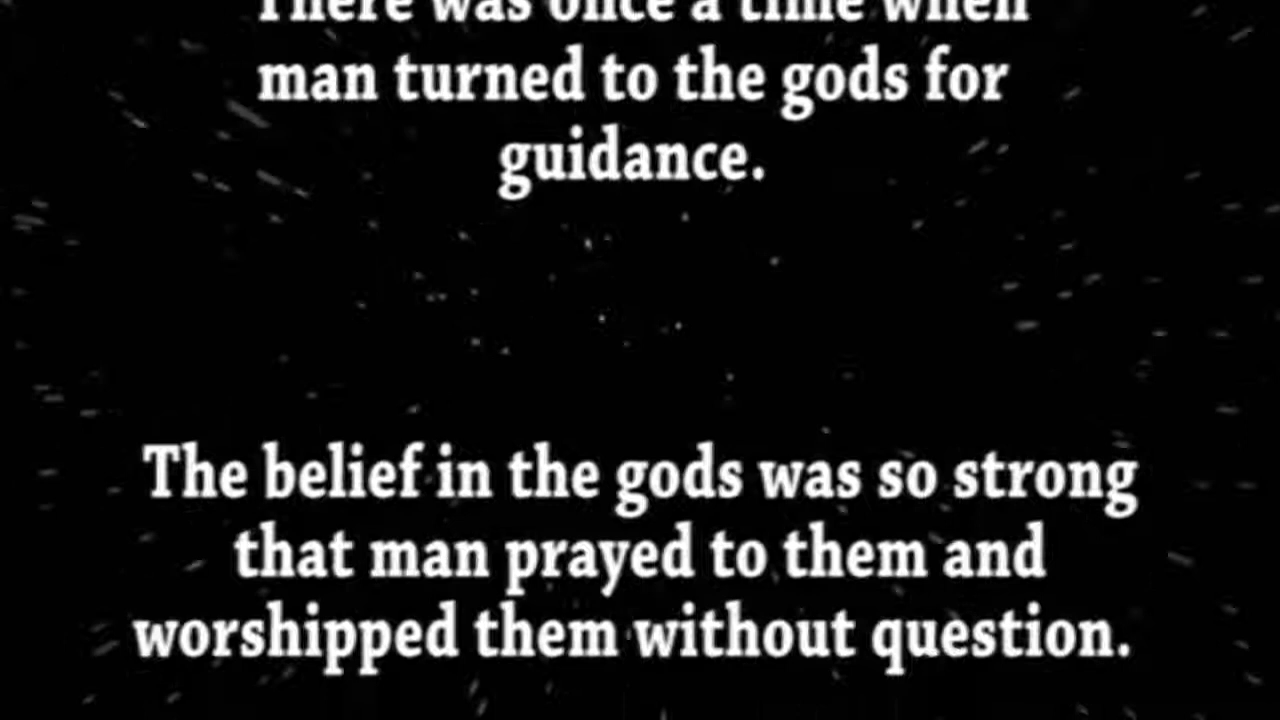 There was once a time when
man turned to the gods for
guidance.
The belief in the gods was so strong
that man prayed to them and
worshipped them without question.